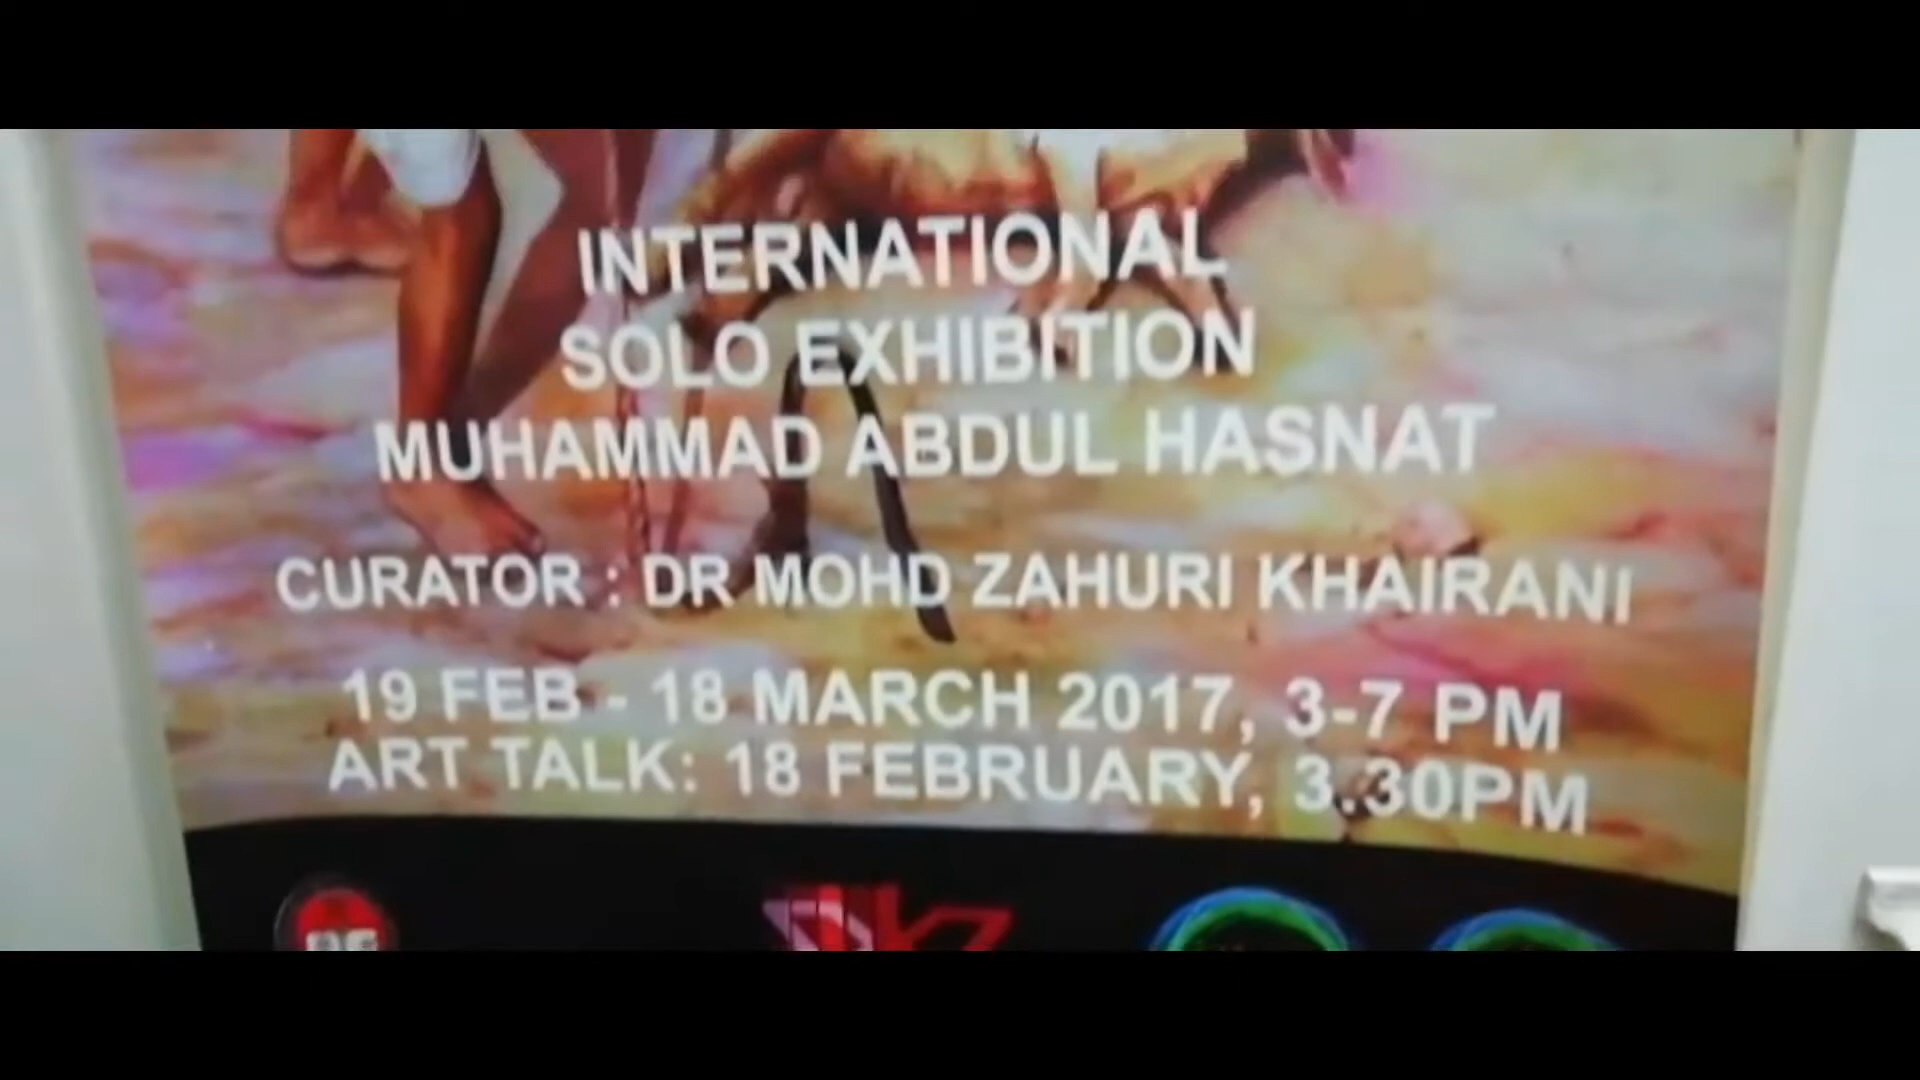 INTERNATIONAL
SOLO EXHIBITION
MUHAMMAD ABDUL HASNAT
CURATOR : DR MOHD ZAHURI KHAIRANI
19 FEB - 18 MARCH 2017, 3-7 PM
ART TALK: 18 FEBRUARY, 3.30PM